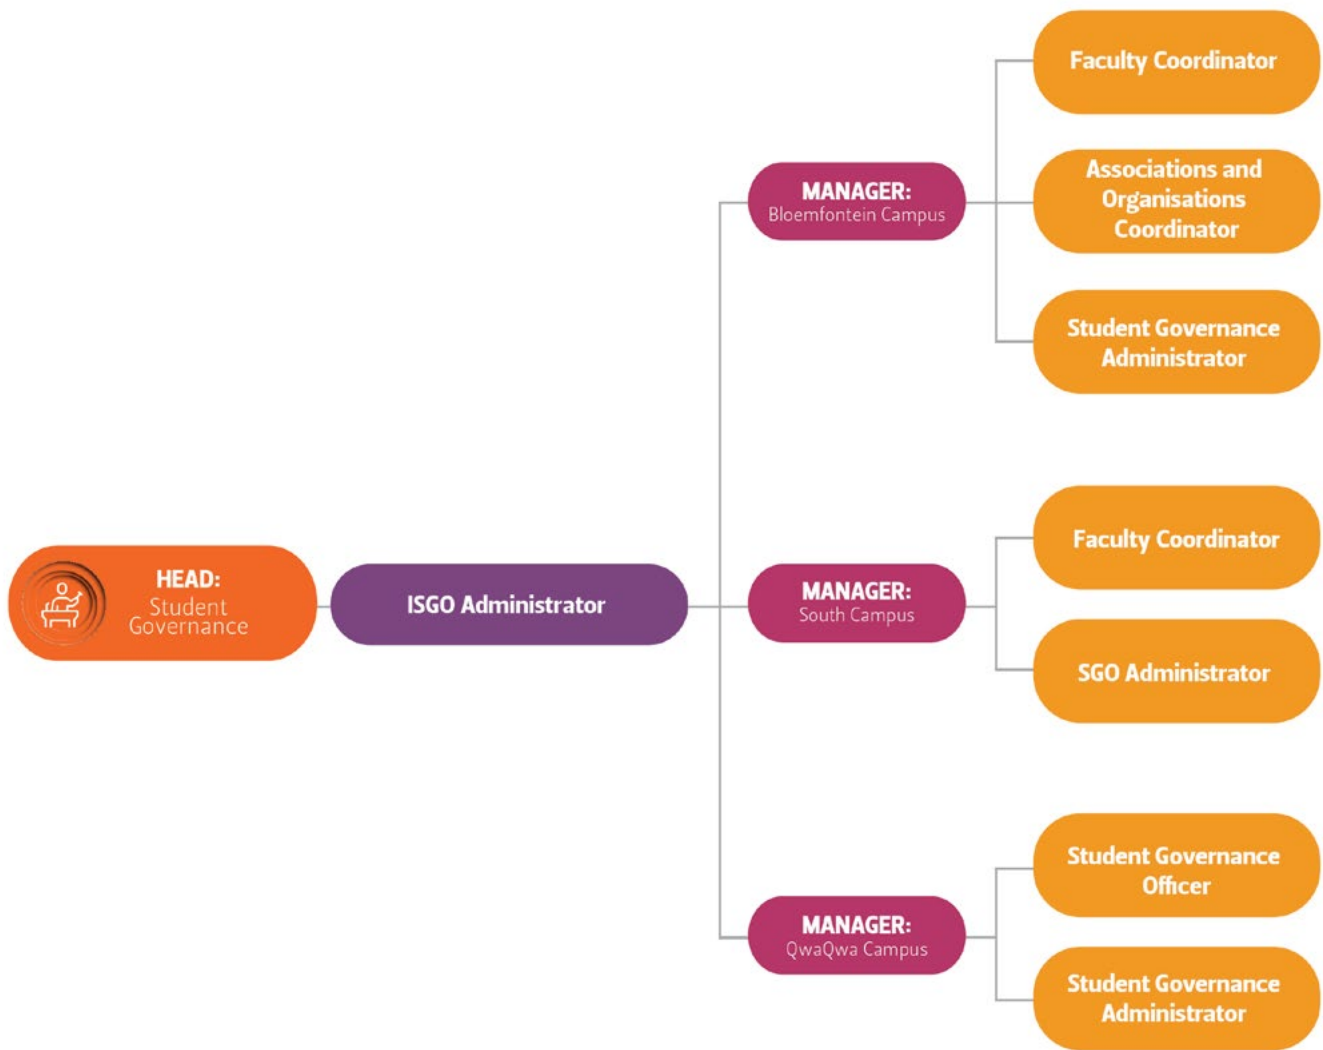 HEAD:
Student
Governance
ISGO Administrator
MANAGER:
Bloemfontein Campus
Faculty Coordinator
Associations and
Organisations
Coordinator
Student Governance
Administrator
MANAGER:
South Campus
Faculty Coordinator
SGO Administrator
MANAGER:
QwaQwa Campus
Student Governance
Officer
Student Governance
Administrator